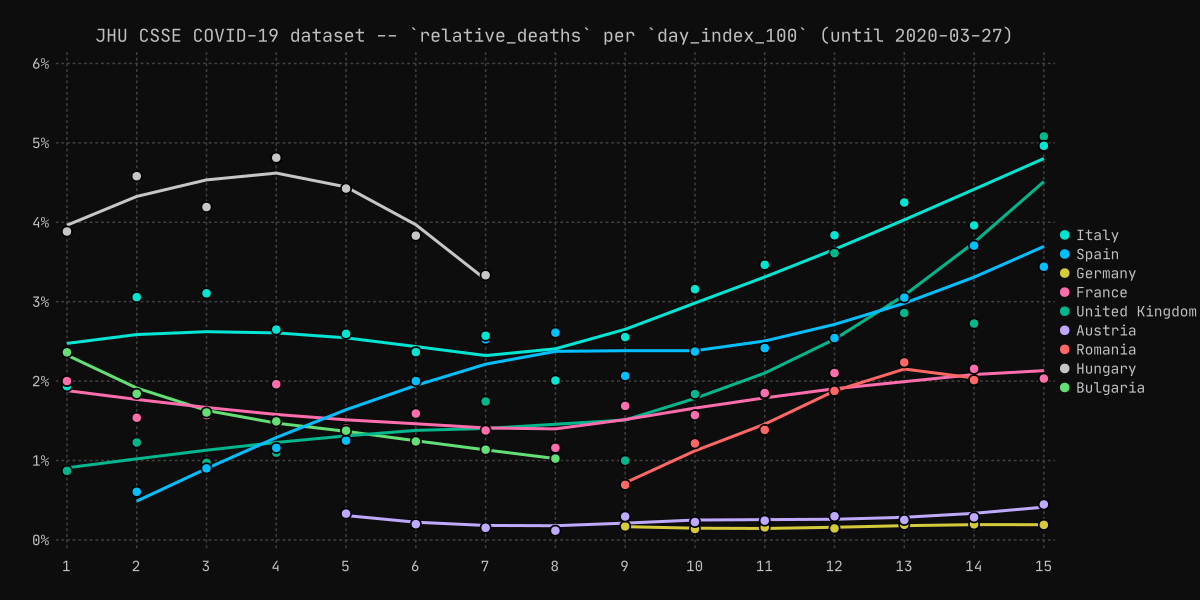 JHU CSSE COVID-19 dataset -- `relative_deaths` per `day_index_100` (until 2020-03-27)
6%
5%
4%
3%
2%
1%
0%
1 2 3 4 5 6 7 8 9 10 11 12 13 14 15
Italy
Spain
Germany
France
United Kingdom
Austria
Romania
Hungary
Bulgaria